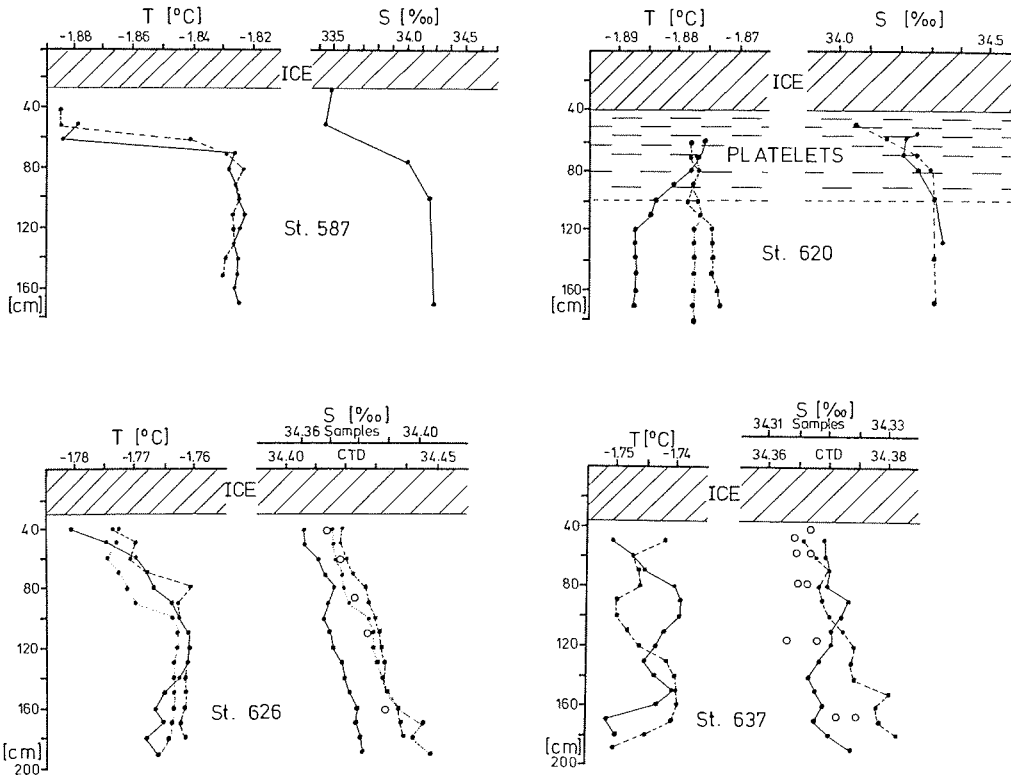 T [°C] S [‰]
-1.88 -1.86 -1.84 -1.82 335 34.0 34.5
ICE
40
80
120
160
[cm]
St. 587
T [°C] S [‰]
-1.89 -1.88 -1.87 34.0 34.5
ICE
40
PLATELETS
80
120
160
[cm]
St. 620
S [‰]
34.36 Samples 34.40
T [°C]
-1.78 -1.77 -1.76 34.40 CTD 34.45
ICE
40
80
120
160
[cm]
200
St. 626
S [‰]
34.31 Samples 34.33
T [°C]
-1.75 -1.74 34.36 CTD 34.38
ICE
40
80
120
160
[cm]
200
St. 637